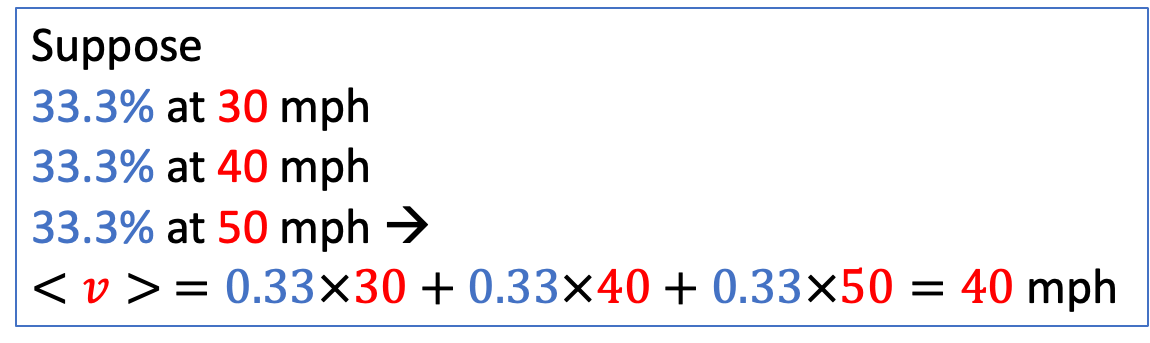 Suppose
33.3% at 30 mph
33.3% at 40 mph
33.3% at 50 mph →
< v > = 0.33×30 + 0.33×40 + 0.33×50 = 40 mph